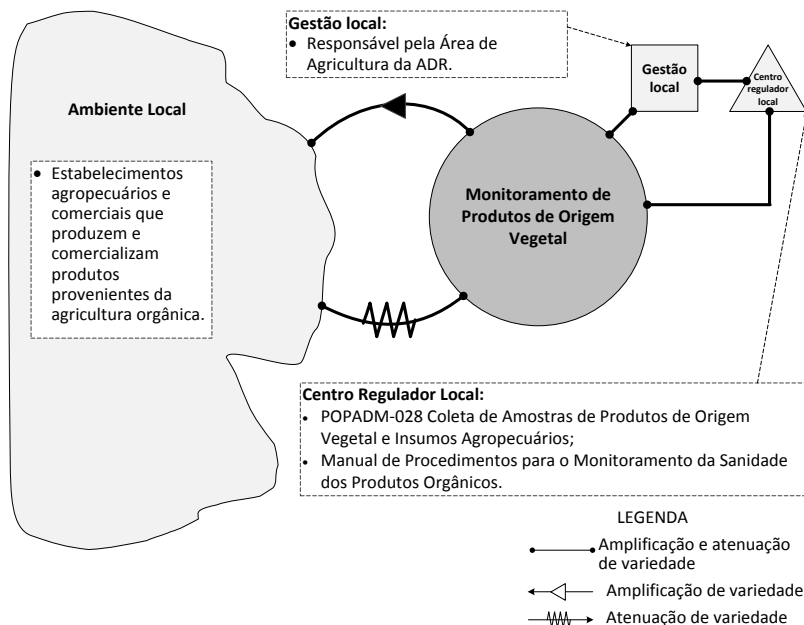 Gestão local:
• Responsável pela Área de
Agricultura da ADR.
Gestão
local
Centro
regulador
local
Ambiente Local
• Estabelecimentos
agropecuários e
comerciais que
produzem e
comercializam
produtos
provenientes da
agricultura orgânica.
Monitoramento de
Produtos de Origem
Vegetal
Centro Regulador Local:
• POPADM-028 Coleta de Amostras de Produtos de Origem
Vegetal e Insumos Agropecuários;
• Manual de Procedimentos para o Monitoramento da Sanidade
dos Produtos Orgânicos.
LEGENDA
Amplificação e atenuação
de variedade
Amplificação de variedade
Atenuação de variedade